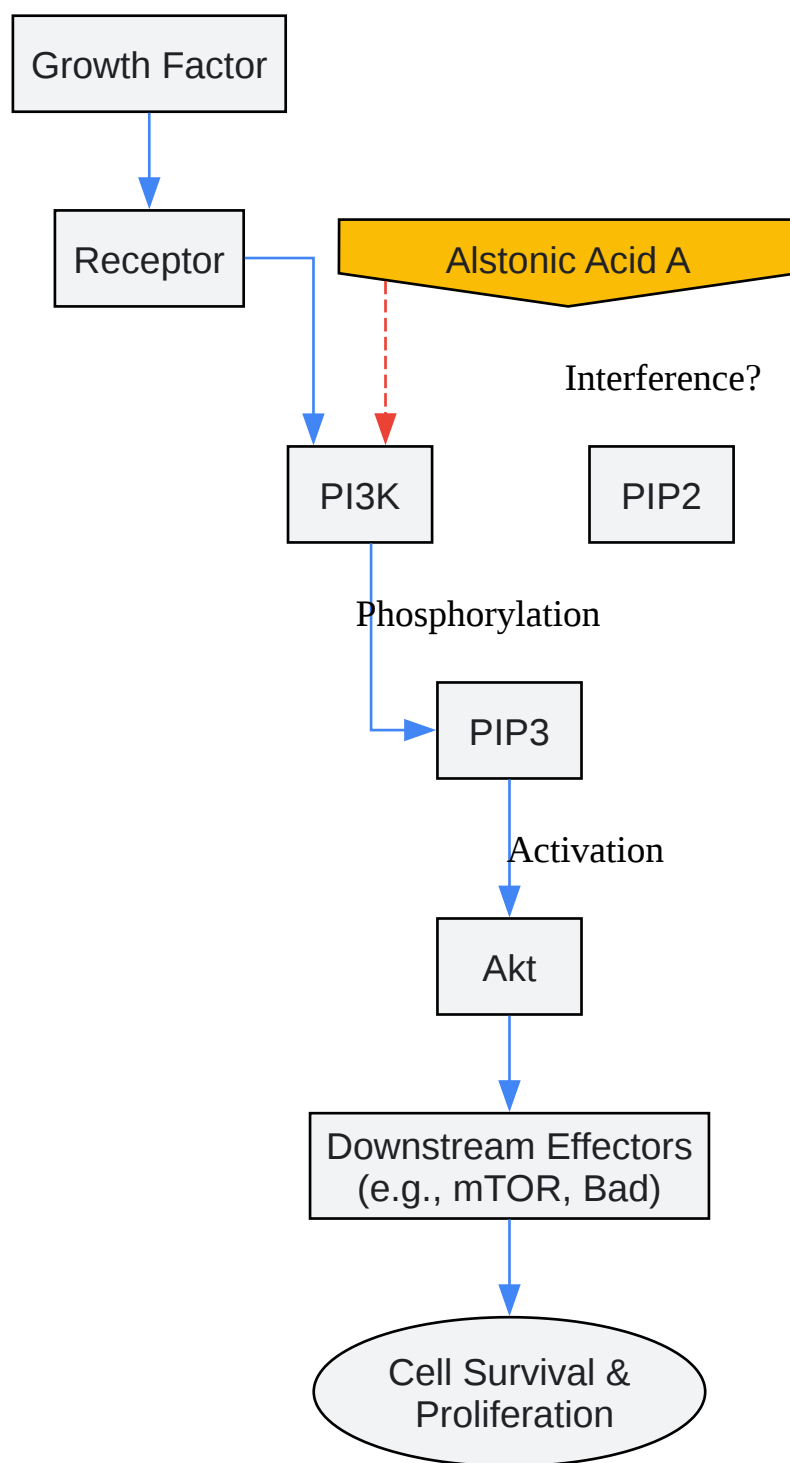 Growth Factor
Receptor
Alstonic Acid A
Interference?
PI3K
PIP2
Phosphorylation
PIP3
Activation
Akt
Downstream Effectors
(e.g., mTOR, Bad)
Cell Survival &
Proliferation